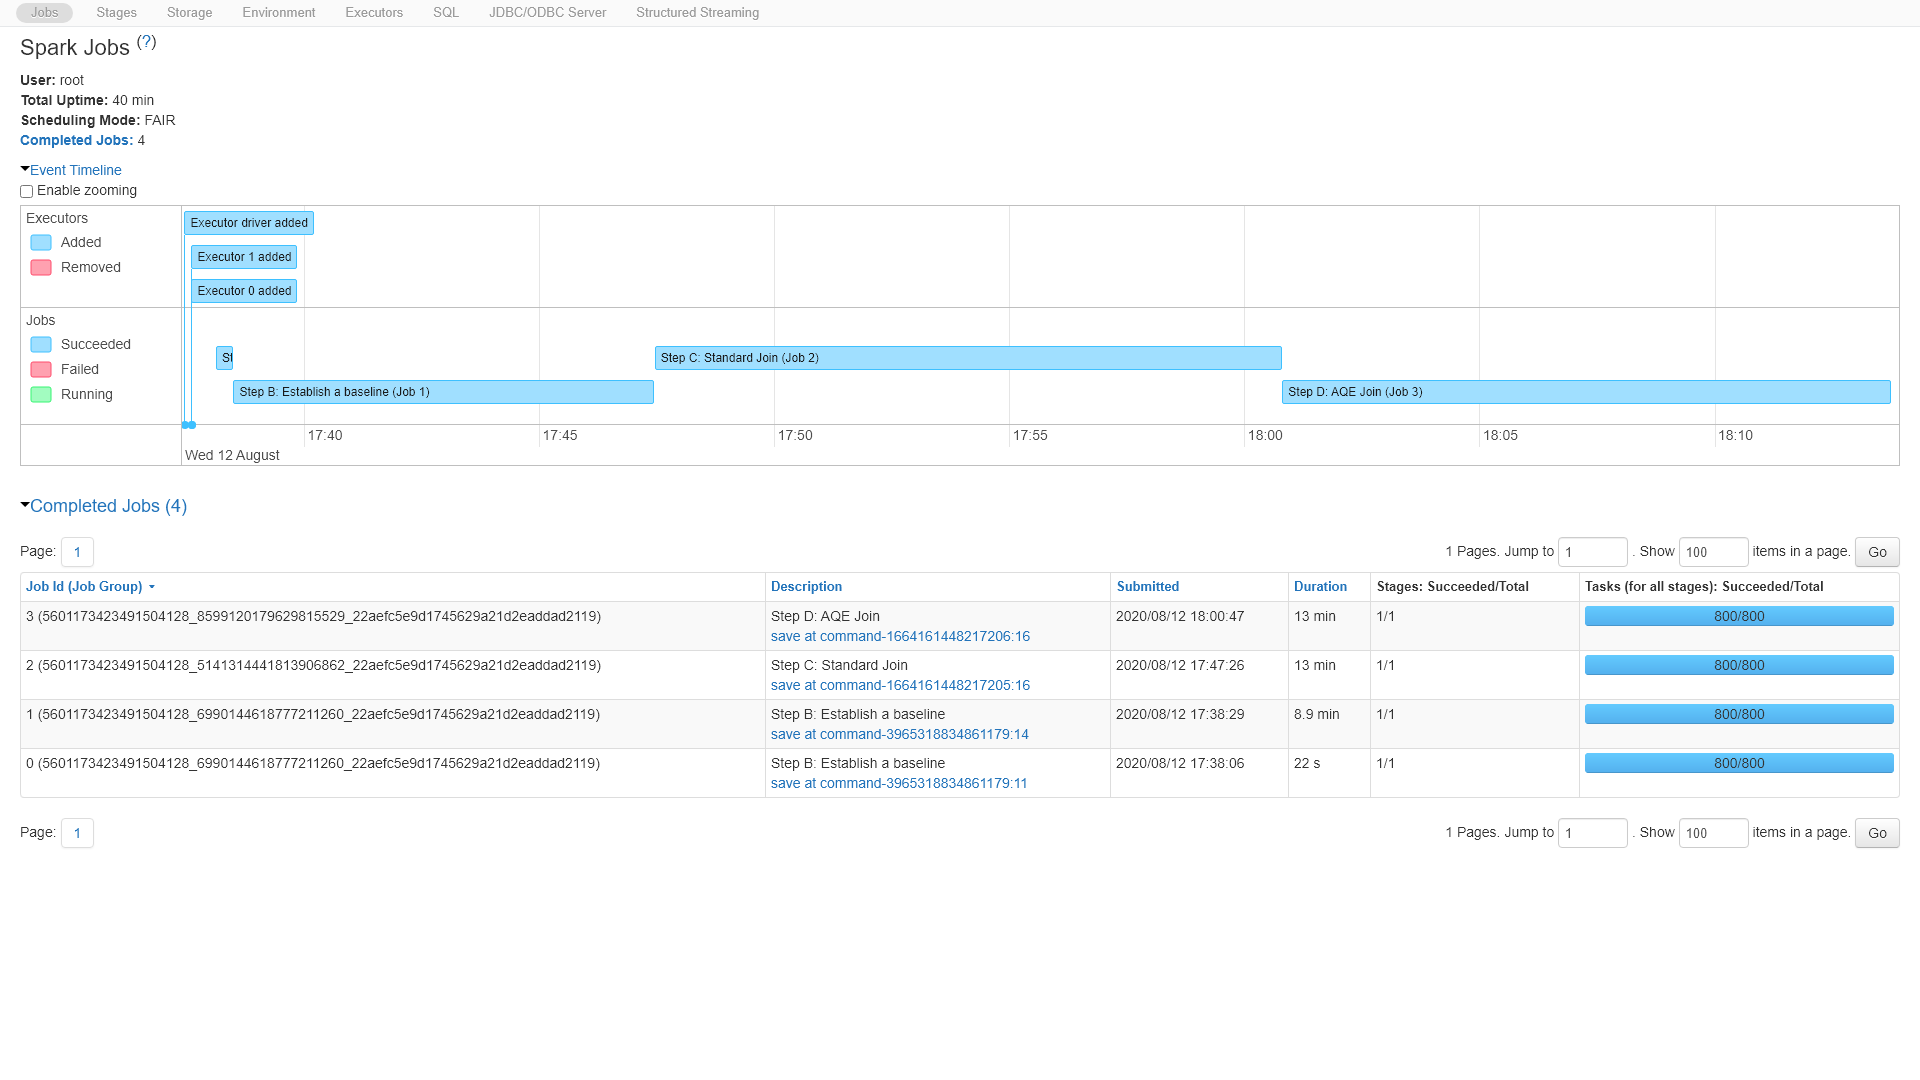 Jobs Stages Storage Environment Executors SQL JDBC/ODBC Server Structured Streaming
Spark Jobs (?)
User: root
Total Uptime: 40 min
Scheduling Mode: FAIR
Completed Jobs: 4
Event Timeline
Enable zooming
Executors
Added
Removed
Executor driver added
Executor 1 added
Executor 0 added
Jobs
Succeeded
Failed
Running
St
Step C: Standard Join (Job 2)
Step B: Establish a baseline (Job 1)
Step D: AQE Join (Job 3)
17:40 17:45 17:50 17:55 18:00 18:05 18:10
Wed 12 August
Completed Jobs (4)
Page: 1 1 Pages. Jump to 1 . Show 100 items in a page. Go
Job Id (Job Group) Description Submitted Duration Stages: Succeeded/Total Tasks (for all stages): Succeeded/Total
3 (5601173423491504128_8599120179629815529_22aefc5e9d1745629a21d2eaddad2119) Step D: AQE Join 2020/08/12 18:00:47 13 min 1/1 800/800
save at command-1664161448217206:16
2 (5601173423491504128_5141314441813906862_22aefc5e9d1745629a21d2eaddad2119) Step C: Standard Join 2020/08/12 17:47:26 13 min 1/1 800/800
save at command-1664161448217205:16
1 (5601173423491504128_6990144618777211260_22aefc5e9d1745629a21d2eaddad2119) Step B: Establish a baseline 2020/08/12 17:38:29 8.9 min 1/1 800/800
save at command-3965318834861179:14
0 (5601173423491504128_6990144618777211260_22aefc5e9d1745629a21d2eaddad2119) Step B: Establish a baseline 2020/08/12 17:38:06 22 s 1/1 800/800
save at command-3965318834861179:11
Page: 1 1 Pages. Jump to 1 . Show 100 items in a page. Go